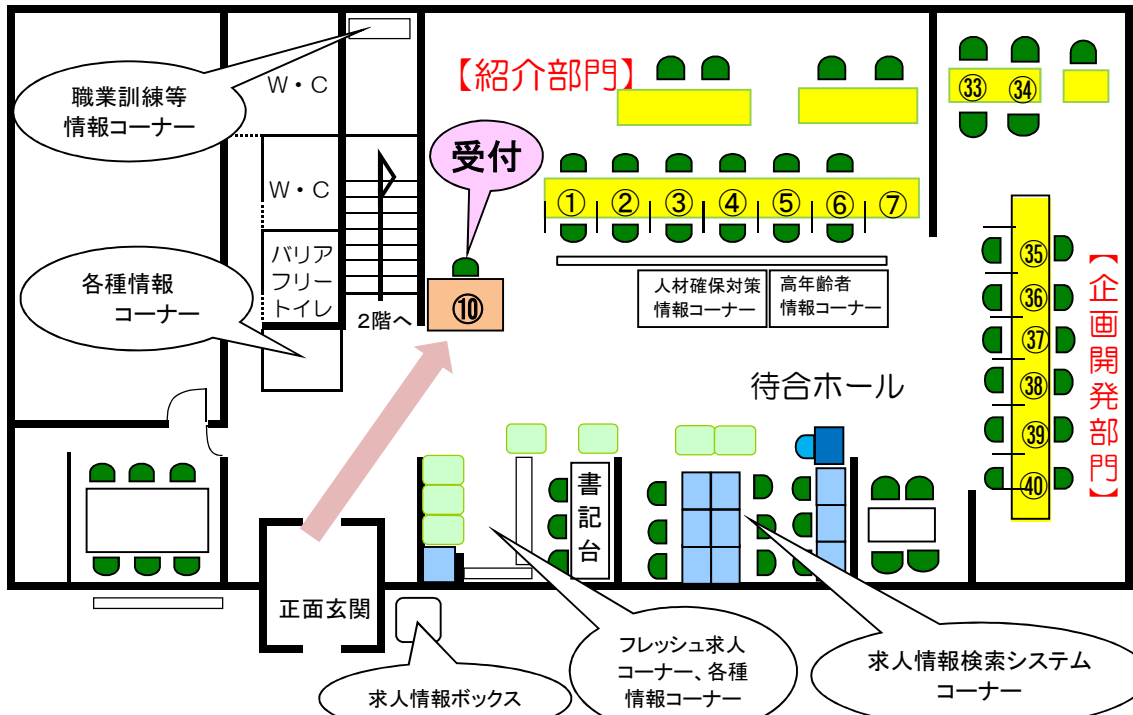 W・C
職業訓練等
情報コーナー
【紹介部門】
受付
W・C
バリア
フリー
トイレ
各種情報
コーナー
2階へ
⑩
①
②
③
④
⑤
⑥
⑦
人材確保対策
情報コーナー
高年齢者
情報コーナー
㉝
㉞
㉟
㊱
㊲
㊳
㊴
㊵
【企画開発部門】
待合ホール
書記台
正面玄関
求人情報ボックス
フレッシュ求人
コーナー、各種
情報コーナー
求人情報検索システム
コーナー